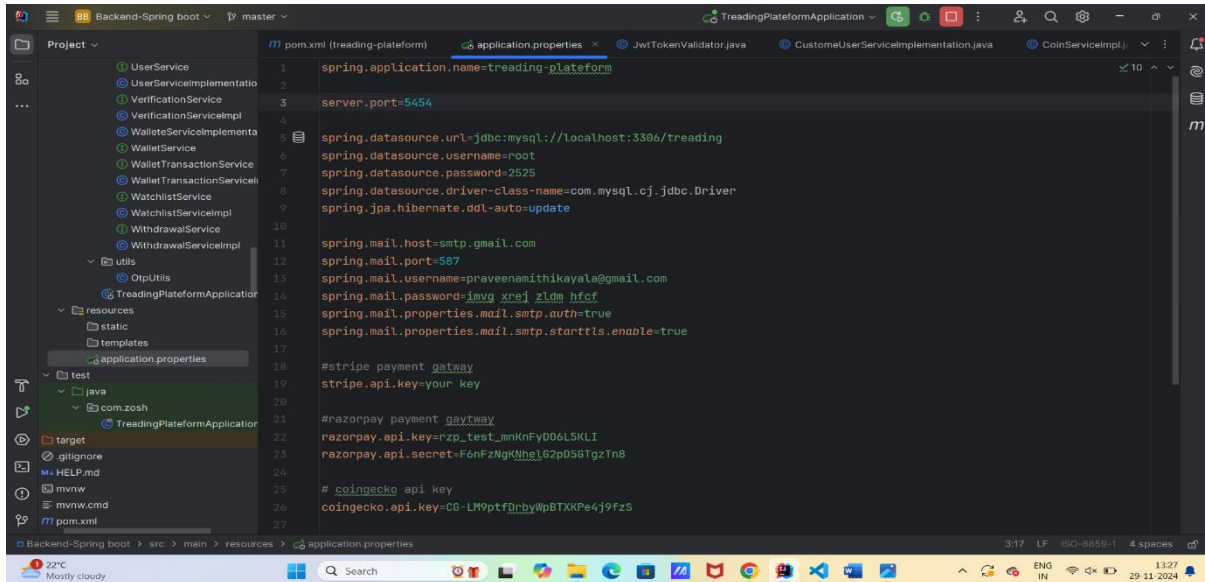 BB Backend-Spring boot master TreadingPlateformApplication
Project
pom.xml (treading-plateform) application.properties JwtTokenValidator.java CustomeUserServiceImplementation.java CoinServiceImpl.j
UserService
UserServiceImplementatio
VerificationService
VerificationServiceImpl
WalleteServiceImplementa
WalletService
WalletTransactionService
WalletTransactionServiceI
WatchlistService
WatchlistServiceImpl
WithdrawalService
WithdrawalServiceImpl
utils
OtpUtils
TreadingPlateformApplication
resources
static
templates
application.properties
test
java
com.zosh
TreadingPlateformApplication
target
.gitignore
HELP.md
mvnw
mvnw.cmd
pom.xml
1 spring.application.name=treading-plateform
2
3 server.port=5454
4
5 spring.datasource.url=jdbc:mysql://localhost:3306/treading
6 spring.datasource.username=root
7 spring.datasource.password=2525
8 spring.datasource.driver-class-name=com.mysql.cj.jdbc.Driver
9 spring.jpa.hibernate.ddl-auto=update
10
11 spring.mail.host=smtp.gmail.com
12 spring.mail.port=587
13 spring.mail.username=praveenamithikayala@gmail.com
14 spring.mail.password=imvg xrej zldm hfcf
15 spring.mail.properties.mail.smtp.auth=true
16 spring.mail.properties.mail.smtp.starttls.enable=true
17
18 #stripe payment gatway
19 stripe.api.key=your key
20
21 #razorpay payment gaytway
22 razorpay.api.key=rzp_test_mnKnFyDO6L5KLI
23 razorpay.api.secret=F6nFzNgKNhelG2pDSGTgzTn8
24
25 # coingecko api key
26 coingecko.api.key=CG-LM9ptfDrbyWpBTXKPe4j9fzS
27
10
Backend-Spring boot > src > main > resources > application.properties 3:17 LF ISO-8859-1 4 spaces
22°C
Mostly cloudy
Search
ENG
IN
13:27
29-11-2024